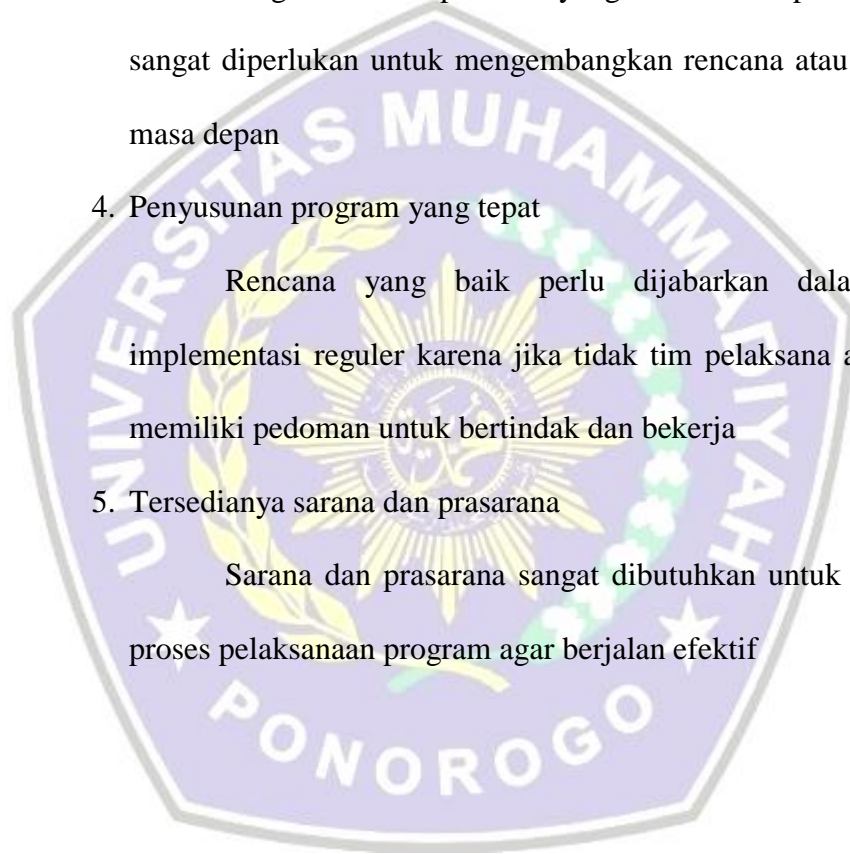 sangat diperlukan untuk mengembangkan rencana atau
masa depan
4. Penyusunan program yang tepat
Rencana yang baik perlu dijabarkan dala
implementasi reguler karena jika tidak tim pelaksana a
memiliki pedoman untuk bertindak dan bekerja
5. Tersedianya sarana dan prasarana
Sarana dan prasarana sangat dibutuhkan untuk
proses pelaksanaan program agar berjalan efektif
UNIVERSITAS MUHAMMADIYAH
PONOROGO